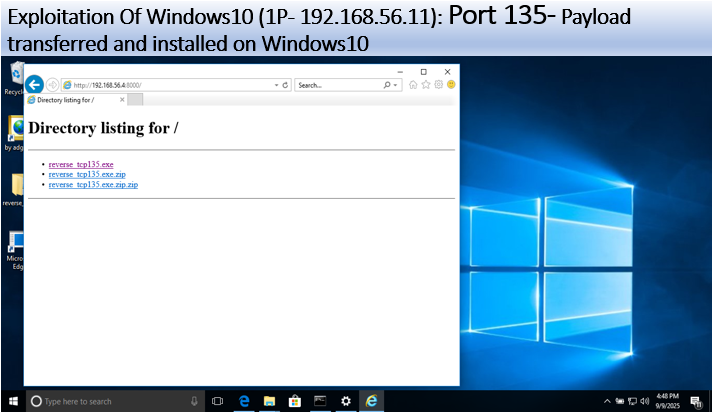 Exploitation Of Windows10 (1P- 192.168.56.11): Port 135- Payload
transferred and installed on Windows10
Recycle
http://192.168.56.4:8000/
Search...
Directory listing for /
Directory listing for /
reverse_tcp135.exe
reverse_tcp135.exe.zip
reverse_tcp135.exe.zip.zip
by adg
reverse_
Micro
Edg
Type here to search
4:48 PM
9/9/2025